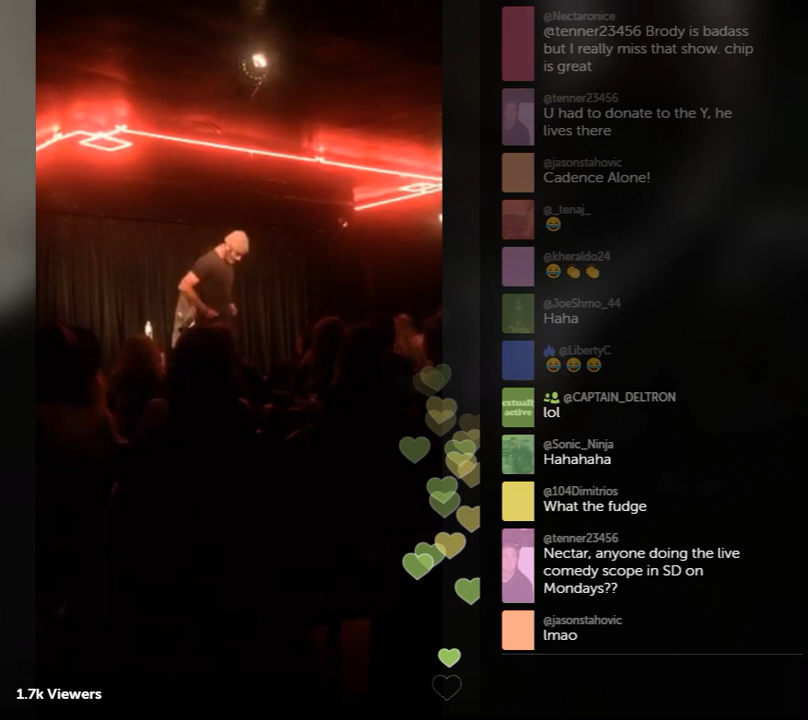 @Nectaronice
@tenner23456 Brody is badass
but I really miss that show. chip
is great
@tenner23456
U had to donate to the Y, he
lives there
@jasonstahovic
Cadence Alone!
@_tenaj_
😂
@kheraldo24
😂 👏 👏
@JoeShmo_44
Haha
@LibertyC
😂 😂 😂
@CAPTAIN_DELTRON
lol
extuall
active
@Sonic_Ninja
Hahahaha
@104Dimitrios
What the fudge
@tenner23456
Nectar, anyone doing the live
comedy scope in SD on
Mondays??
@jasonstahovic
lmao
1.7k Viewers